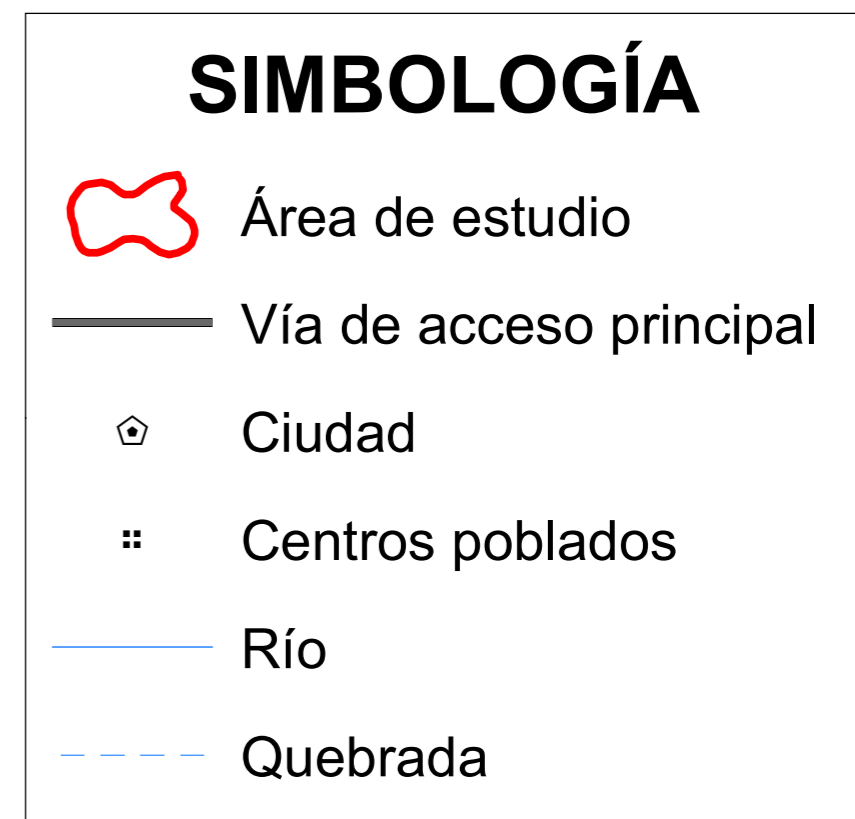 SIMBOLOGÍA
Área de estudio
Vía de acceso principal
Ciudad
Centros poblados
Río
Quebrada